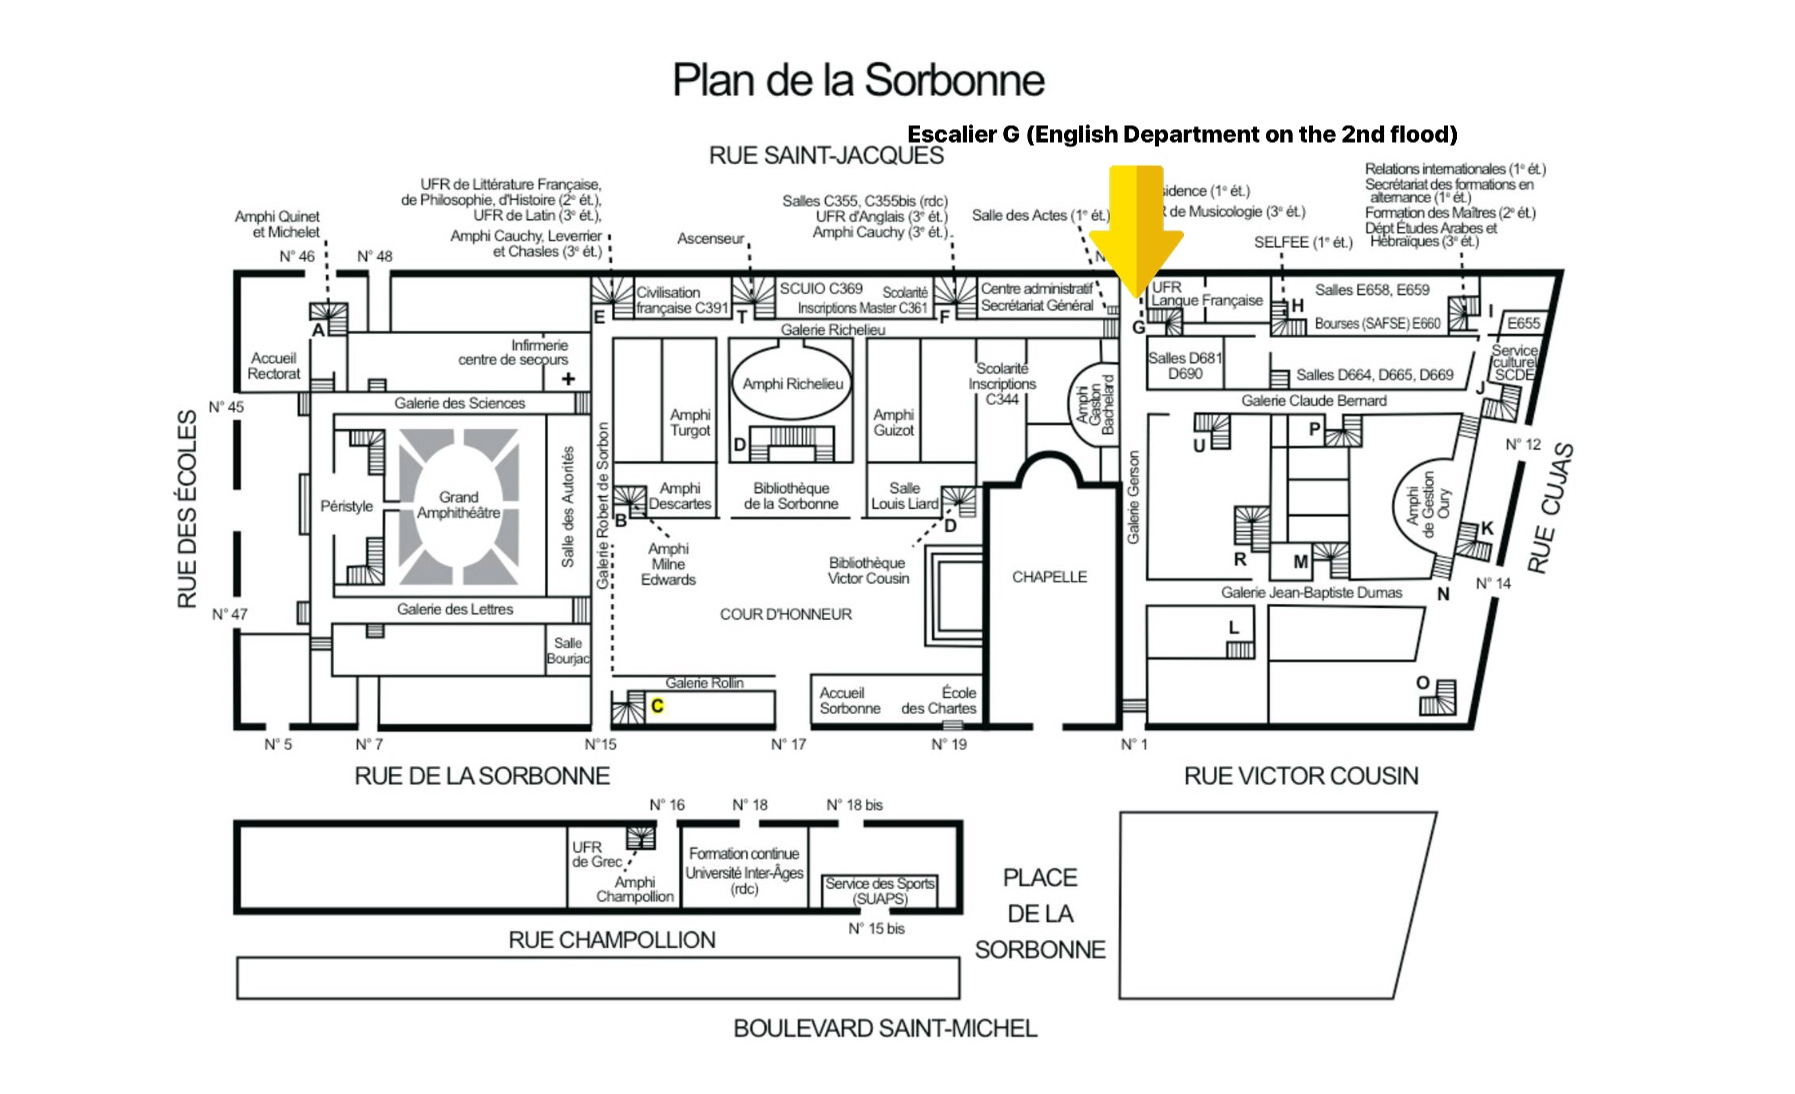 Plan de la Sorbonne
Escalier G (English Department on the 2nd flood)
RUE SAINT-JACQUES
Amphi Quinet
et Michelet
UFR de Littérature Française,
de Philosophie, d'Histoire (2e ét.),
UFR de Latin (3e ét.),
Amphi Cauchy, Leverrier
et Chasles (3e ét.)
Ascenseur
Salles C355, C355bis (rdc)
UFR d'Anglais (3e ét.)
Amphi Cauchy (3e ét.)
Salle des Actes (1e ét.)
(1e ét.)
de Musicologie (3e ét.)
SELFEE (1e ét.)
Relations internationales (1e ét.)
Secrétariat des formations en
alternance (1e ét.)
Formation des Maîtres (2e ét.)
Dépt Études Arabes et
Hébraïques (3e ét.)
N° 46
N° 48
A
Accueil
Rectorat
Infirmerie
centre de secours
E
Civilisation
française C391
T
SCUIO C369
Scolarité
Inscriptions Master C361
F
Centre administratif
Secrétariat Général
Galerie Richelieu
G
UFR
Langue Française
H
Salles E658, E659
Bourses (SAFSE) E660
I
E655
Service
culturel
SCDE
J
Salles D681
D690
Salles D664, D665, D669
Galerie Claude Bernard
RUE DES ÉCOLES
N° 45
N° 47
Galerie des Sciences
Péristyle
Grand
Amphithéâtre
Salle des Autorités
Galerie des Lettres
Salle
Bourjac
Galerie Robert de Sorbon
Amphi
Turgot
Amphi Richelieu
D
Amphi
Guizot
Scolarité
Inscriptions
C344
Amphi
Gaston
Bachelard
Amphi
Descartes
Bibliothèque
de la Sorbonne
Salle
Louis Liard
B
D
Amphi
Milne
Edwards
Bibliothèque
Victor Cousin
COUR D'HONNEUR
CHAPELLE
Galerie Gerson
Galerie Rollin
C
Accueil
Sorbonne
École
des Chartes
U
P
R
M
Amphi
de Gestion
Oury
K
N
Galerie Jean-Baptiste Dumas
L
O
N° 12
N° 14
RUE CUJAS
N° 5
N° 7
N°15
N° 17
N° 19
N° 1
RUE DE LA SORBONNE
RUE VICTOR COUSIN
N° 16
N° 18
N° 18 bis
UFR
de Grec
Amphi
Champollion
Formation continue
Université Inter-Âges
(rdc)
Service des Sports
(SUAPS)
N° 15 bis
RUE CHAMPOLLION
PLACE
DE LA
SORBONNE
BOULEVARD SAINT-MICHEL